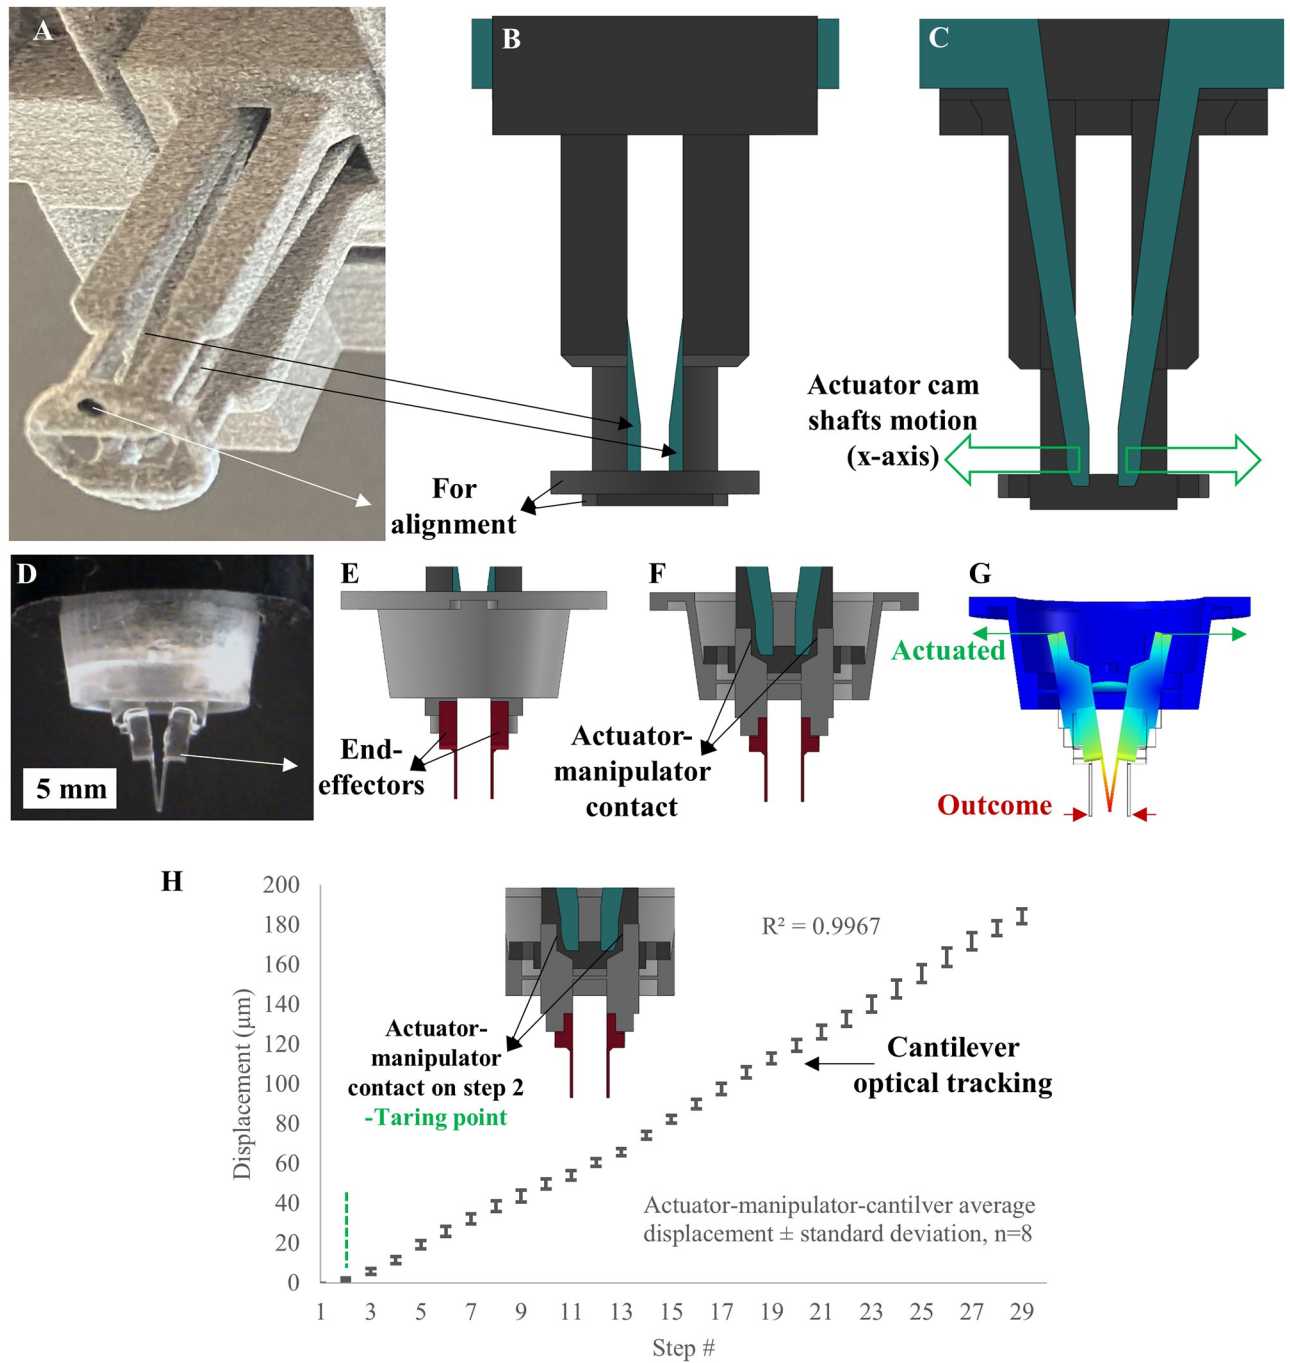 A
B
C
Actuator cam
shafts motion
(x-axis)
For
alignment
D
5 mm
E
End-
effectors
F
Actuator-
manipulator
contact
G
Actuated
Outcome
H
Displacement (μm)
200
180
160
140
120
100
80
60
40
20
0
R² = 0.9967
Actuator-
manipulator
contact on step 2
-Taring point
Cantilever
optical tracking
Actuator-manipulator-cantilver average
displacement ± standard deviation, n=8
1 3 5 7 9 11 13 15 17 19 21 23 25 27 29
Step #